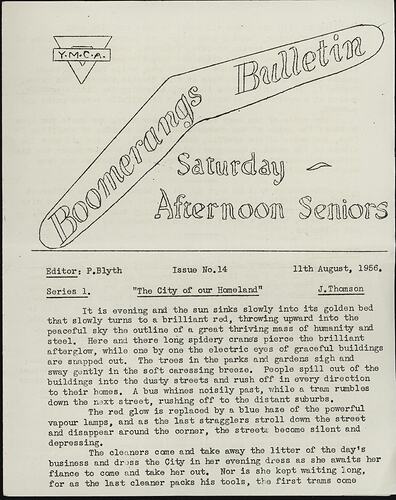 Y.M.C.A.
Boomerangs Bulletin
Saturday
Afternoon Seniors
Editor: P.Blyth Issue No.14 11th August, 1956.
Series 1. "The City of our Homeland" J.Thomson
It is evening and the sun sinks slowly into its golden bed
that slowly turns to a brilliant red, throwing upward into the
peaceful sky the outline of a great thriving mass of humanity and
steel. Here and there long spidery cranes pierce the brilliant
afterglow, while one by one the electric eyes of graceful buildings
are snapped out. The trees in the parks and gardens sigh and
sway gently in the soft caressing breeze. People spill out of the
buildings into the dusty streets and rush off in every direction
to their homes. A bus whines noisily past, while a tram rumbles
down the next street, rushing off to the distant suburbs.
The red glow is replaced by a blue haze of the powerful
vapour lamps, and as the last stragglers stroll down the street
and disappear around the corner, the streets become silent and
depressing.
The cleaners come and take away the litter of the day's
business and dress the City in her evening dress as she awaits her
fiance to come and take her out. Nor is she kept waiting long,
for as the last cleaner packs his tools, the first trams come